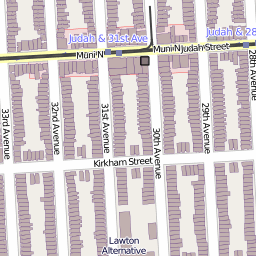 Judah & 31st Ave
Judah & 28
Muni N
Muni N
Judah Street
28th Avenue
33rd Avenue
32nd Avenue
31st Avenue
30th Avenue
29th Avenue
Kirkham Street
Lawton
Alternative